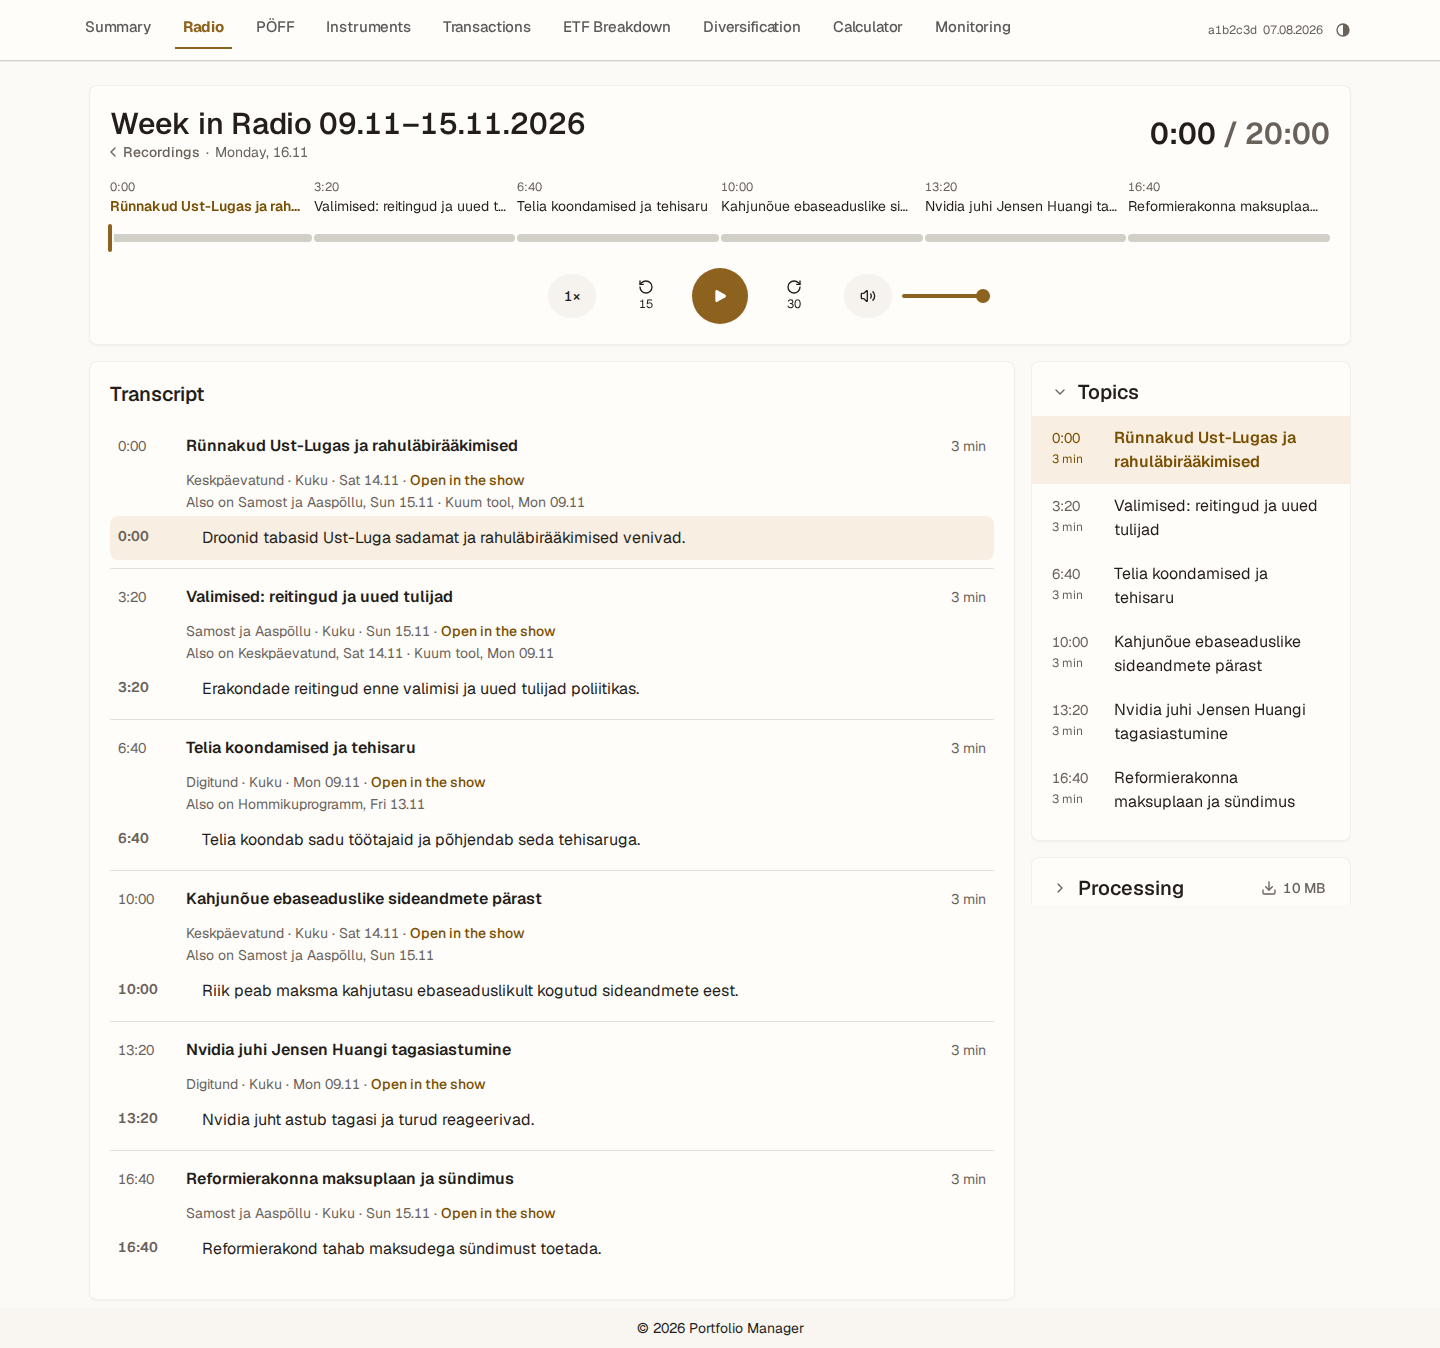 Summary Radio PÖFF Instruments Transactions ETF Breakdown Diversification Calculator Monitoring a1b2c3d 07.08.2026
Week in Radio 09.11–15.11.2026
0:00 / 20:00
Recordings · Monday, 16.11
0:00 3:20 6:40 10:00 13:20 16:40
Rünnakud Ust-Lugas ja rah… Valimised: reitingud ja uued t… Telia koondamised ja tehisaru Kahjunõue ebaseaduslike si… Nvidia juhi Jensen Huangi ta… Reformierakonna maksuplaa…
1×
15
30
Transcript
0:00 Rünnakud Ust-Lugas ja rahuläbirääkimised 3 min
Keskpäevatund · Kuku · Sat 14.11 · Open in the show
Also on Samost ja Aaspõllu, Sun 15.11 · Kuum tool, Mon 09.11
0:00 Droonid tabasid Ust-Luga sadamat ja rahuläbirääkimised venivad.
3:20 Valimised: reitingud ja uued tulijad 3 min
Samost ja Aaspõllu · Kuku · Sun 15.11 · Open in the show
Also on Keskpäevatund, Sat 14.11 · Kuum tool, Mon 09.11
3:20 Erakondade reitingud enne valimisi ja uued tulijad poliitikas.
6:40 Telia koondamised ja tehisaru 3 min
Digitund · Kuku · Mon 09.11 · Open in the show
Also on Hommikuprogramm, Fri 13.11
6:40 Telia koondab sadu töötajaid ja põhjendab seda tehisaruga.
10:00 Kahjunõue ebaseaduslike sideandmete pärast 3 min
Keskpäevatund · Kuku · Sat 14.11 · Open in the show
Also on Samost ja Aaspõllu, Sun 15.11
10:00 Riik peab maksma kahjutasu ebaseaduslikult kogutud sideandmete eest.
13:20 Nvidia juhi Jensen Huangi tagasiastumine 3 min
Digitund · Kuku · Mon 09.11 · Open in the show
13:20 Nvidia juht astub tagasi ja turud reageerivad.
16:40 Reformierakonna maksuplaan ja sündimus 3 min
Samost ja Aaspõllu · Kuku · Sun 15.11 · Open in the show
16:40 Reformierakond tahab maksudega sündimust toetada.
Topics
0:00 Rünnakud Ust-Lugas ja
3 min rahuläbirääkimised
3:20 Valimised: reitingud ja uued
3 min tulijad
6:40 Telia koondamised ja
3 min tehisaru
10:00 Kahjunõue ebaseaduslike
3 min sideandmete pärast
13:20 Nvidia juhi Jensen Huangi
3 min tagasiastumine
16:40 Reformierakonna
3 min maksuplaan ja sündimus
Processing 10 MB
© 2026 Portfolio Manager